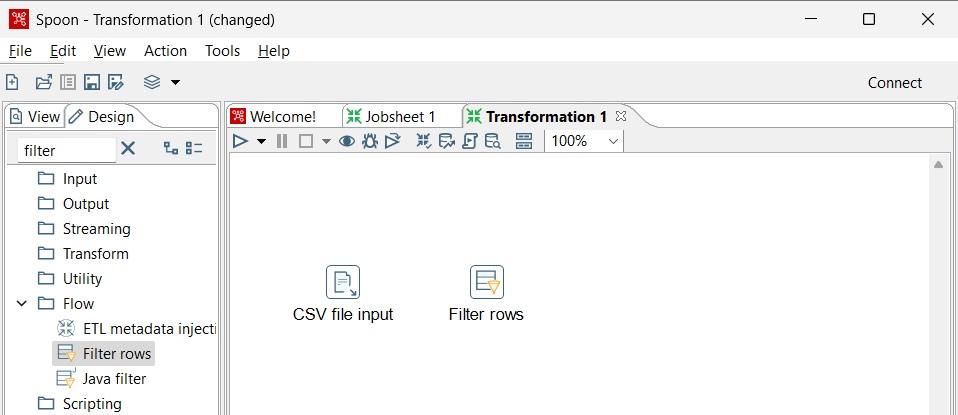 Spoon - Transformation 1 (changed)
File Edit View Action Tools Help
Connect
View Design Welcome! Jobsheet 1 Transformation 1
filter 100%
Input
Output
Streaming
Transform
Utility
Flow
ETL metadata injecti
Filter rows
Java filter
Scripting
CSV file input Filter rows